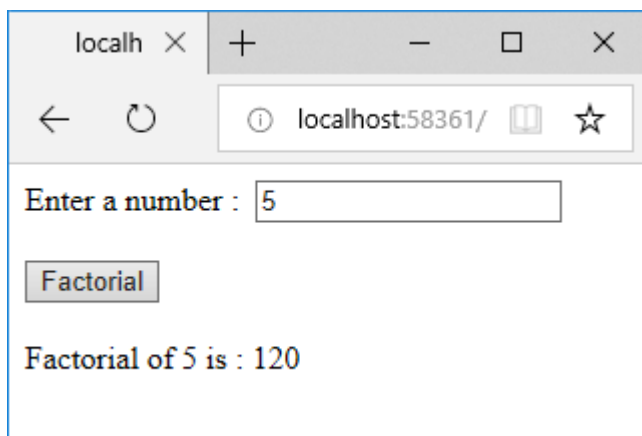 localh
localhost:58361/
Enter a number : 5
Factorial
Factorial of 5 is : 120